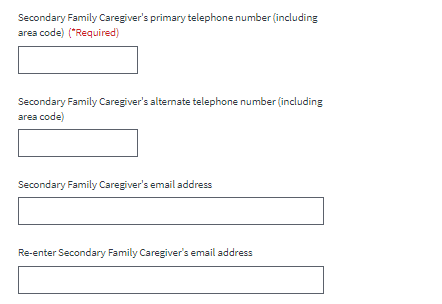 Secondary Family Caregiver's primary telephone number (including
area code) (*Required)
Secondary Family Caregiver's alternate telephone number (including
area code)
Secondary Family Caregiver's email address
Re-enter Secondary Family Caregiver's email address